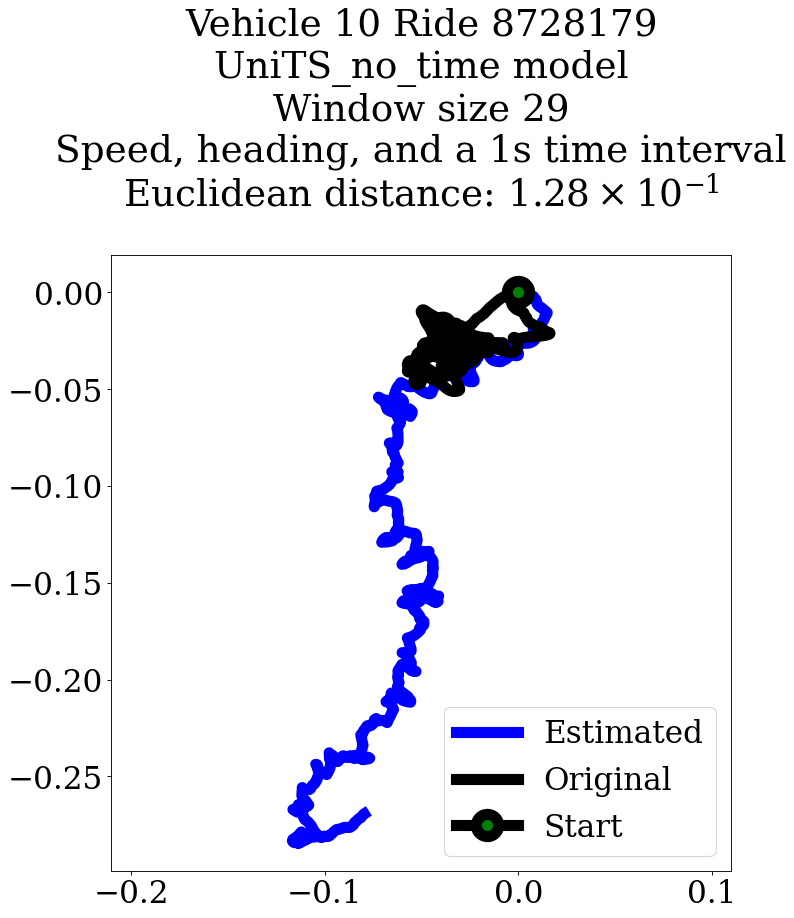 Vehicle 10 Ride 8728179
UniTS_no_time model
Window size 29
Speed, heading, and a 1s time interval
Euclidean distance: 1.28 × 10⁻¹
0.00
−0.05
−0.10
−0.15
−0.20
−0.25
Estimated
Original
Start
−0.2 −0.1 0.0 0.1